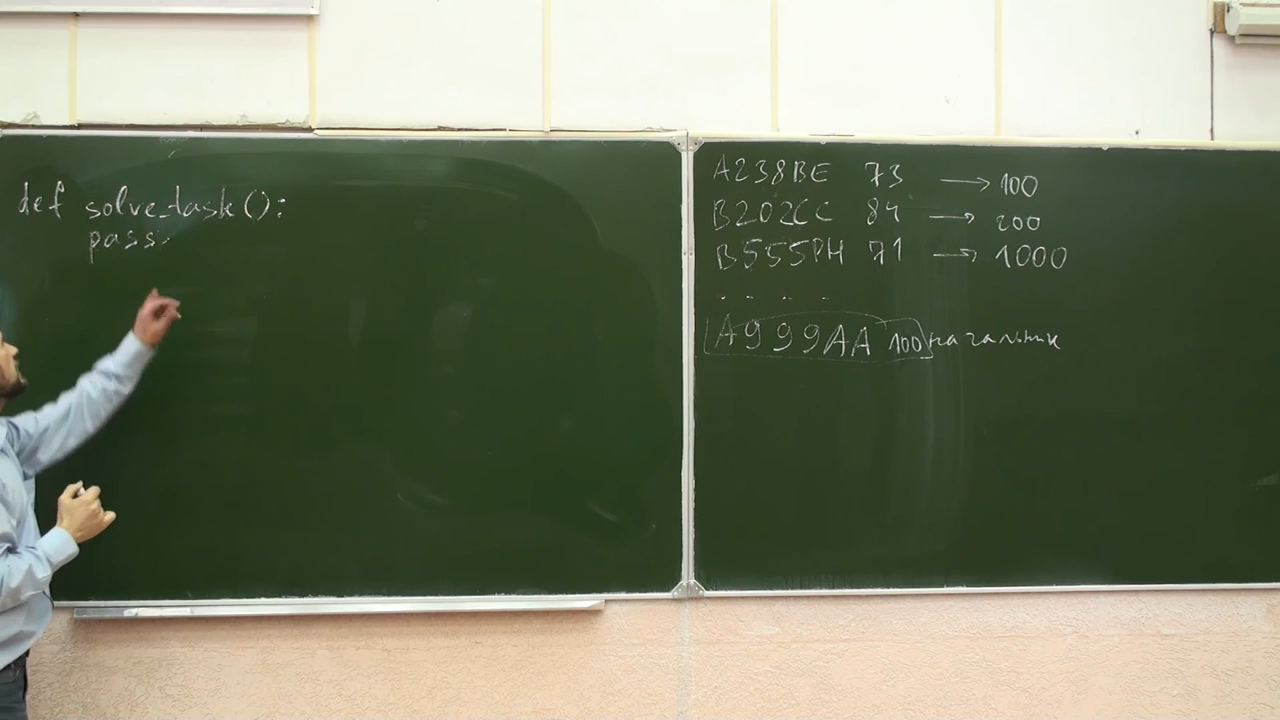 def solve_task():
pass
A238BE 73 → 100
B202CC 84 → 200
B555PH 71 → 1000
. . . .
A999AA 100 начальник